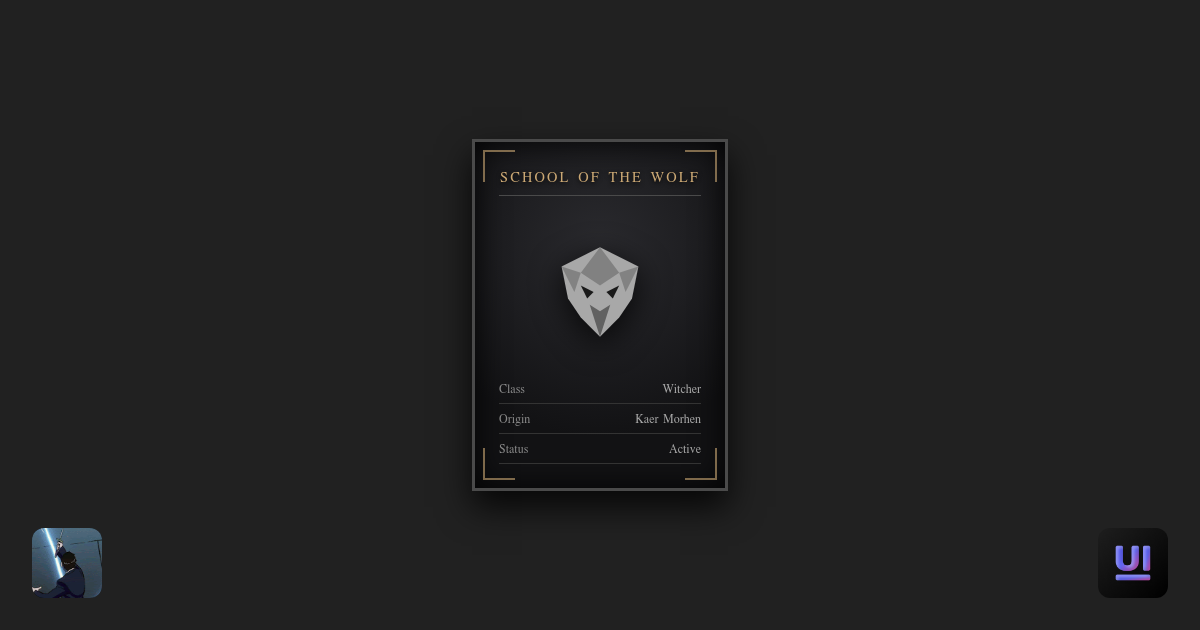 SCHOOL OF THE WOLF
Class Witcher
Origin Kaer Morhen
Status Active
UI